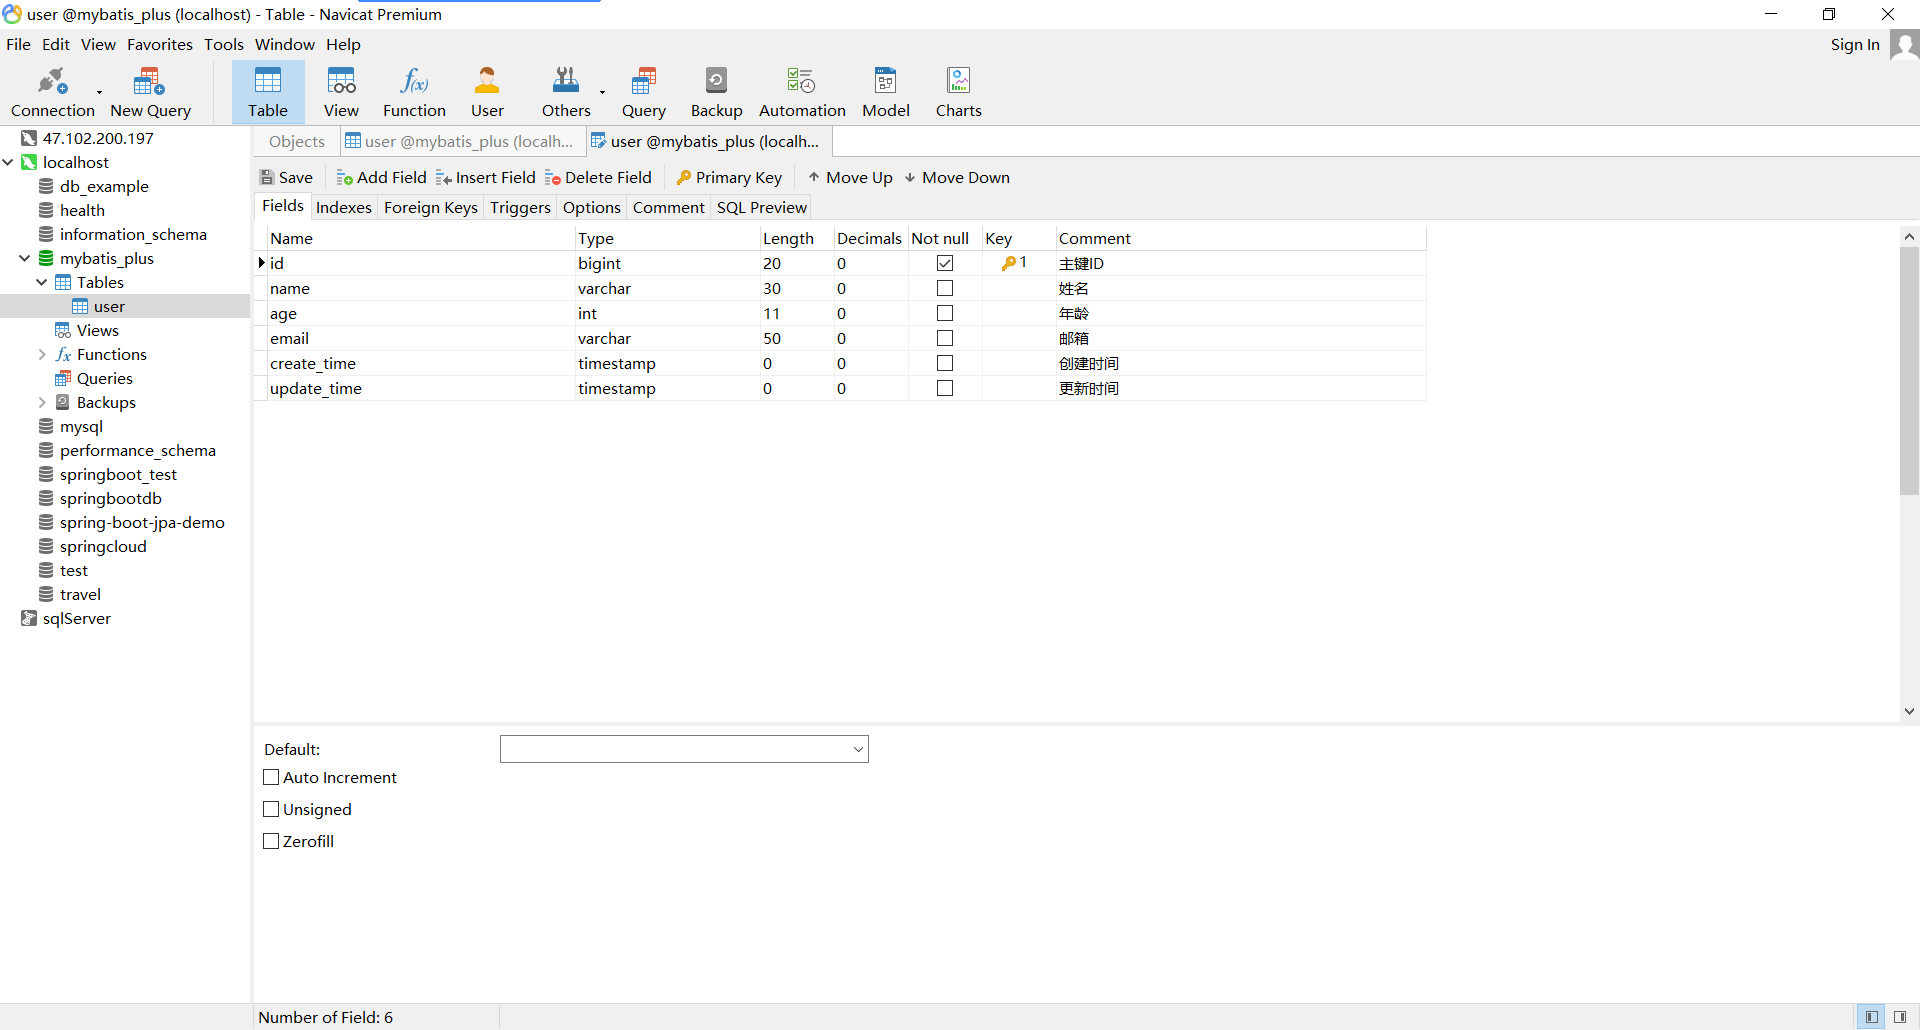 user @mybatis_plus (localhost) - Table - Navicat Premium
File Edit View Favorites Tools Window Help Sign In
Connection New Query Table View Function User Others Query Backup Automation Model Charts
47.102.200.197
localhost
db_example
health
information_schema
mybatis_plus
Tables
user
Views
Functions
Queries
Backups
mysql
performance_schema
springboot_test
springbootdb
spring-boot-jpa-demo
springcloud
test
travel
sqlServer
Objects user @mybatis_plus (localh... user @mybatis_plus (localh...
Save Add Field Insert Field Delete Field Primary Key Move Up Move Down
Fields Indexes Foreign Keys Triggers Options Comment SQL Preview
Name Type Length Decimals Not null Key Comment
id bigint 20 0 1 主键ID
name varchar 30 0 姓名
age int 11 0 年龄
email varchar 50 0 邮箱
create_time timestamp 0 0 创建时间
update_time timestamp 0 0 更新时间
Default:
Auto Increment
Unsigned
Zerofill
Number of Field: 6